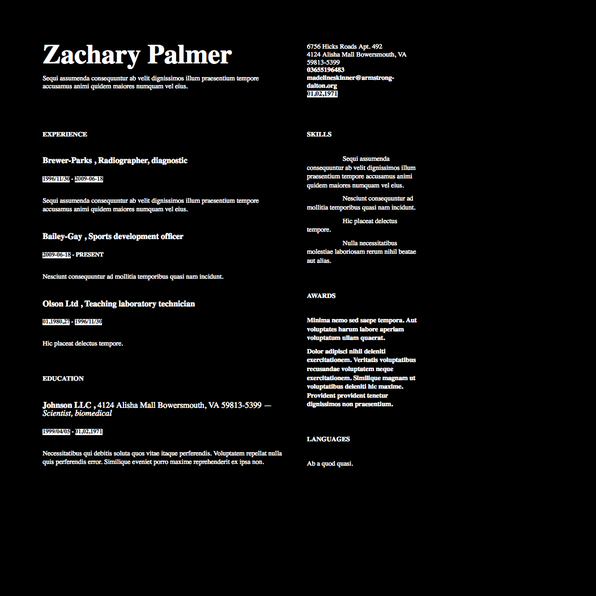 Zachary Palmer
Sequi assumenda consequuntur ab velit dignissimos illum praesentium tempore
accusamus animi quidem maiores numquam vel eius.
6756 Hicks Roads Apt. 492
4124 Alisha Mall Bowersmouth, VA
59813-5399
03655196483
madelineskinner@armstrong-
dalton.org
01.02.1971
EXPERIENCE
Brewer-Parks , Radiographer, diagnostic
1996/11/30 - 2009-06-18
Sequi assumenda consequuntur ab velit dignissimos illum praesentium tempore
accusamus animi quidem maiores numquam vel eius.
Bailey-Gay , Sports development officer
2009-06-18 - PRESENT
Nesciunt consequuntur ad mollitia temporibus quasi nam incidunt.
Olson Ltd , Teaching laboratory technician
01.1980.21 - 1996/11/30
Hic placeat delectus tempore.
EDUCATION
Johnson LLC , 4124 Alisha Mall Bowersmouth, VA 59813-5399 —
Scientist, biomedical
1999/04/05 - 01.02.1971
Necessitatibus qui debitis soluta quos vitae itaque perferendis. Voluptatem repellat nulla
quis perferendis error. Similique eveniet porro maxime reprehenderit ex ipsa non.
SKILLS
Sequi assumenda
consequuntur ab velit dignissimos illum
praesentium tempore accusamus animi
quidem maiores numquam vel eius.
Nesciunt consequuntur ad
mollitia temporibus quasi nam incidunt.
Hic placeat delectus
tempore.
Nulla necessitatibus
molestiae laboriosam rerum nihil beatae
aut alias.
AWARDS
Minima nemo sed saepe tempora. Aut
voluptates harum labore aperiam
voluptatum ullam quaerat.
Dolor adipisci nihil deleniti
exercitationem. Veritatis voluptatibus
recusandae voluptatem neque
exercitationem. Similique magnam ut
voluptatibus deleniti hic maxime.
Provident provident tenetur
dignissimos non praesentium.
LANGUAGES
Ab a quod quasi.